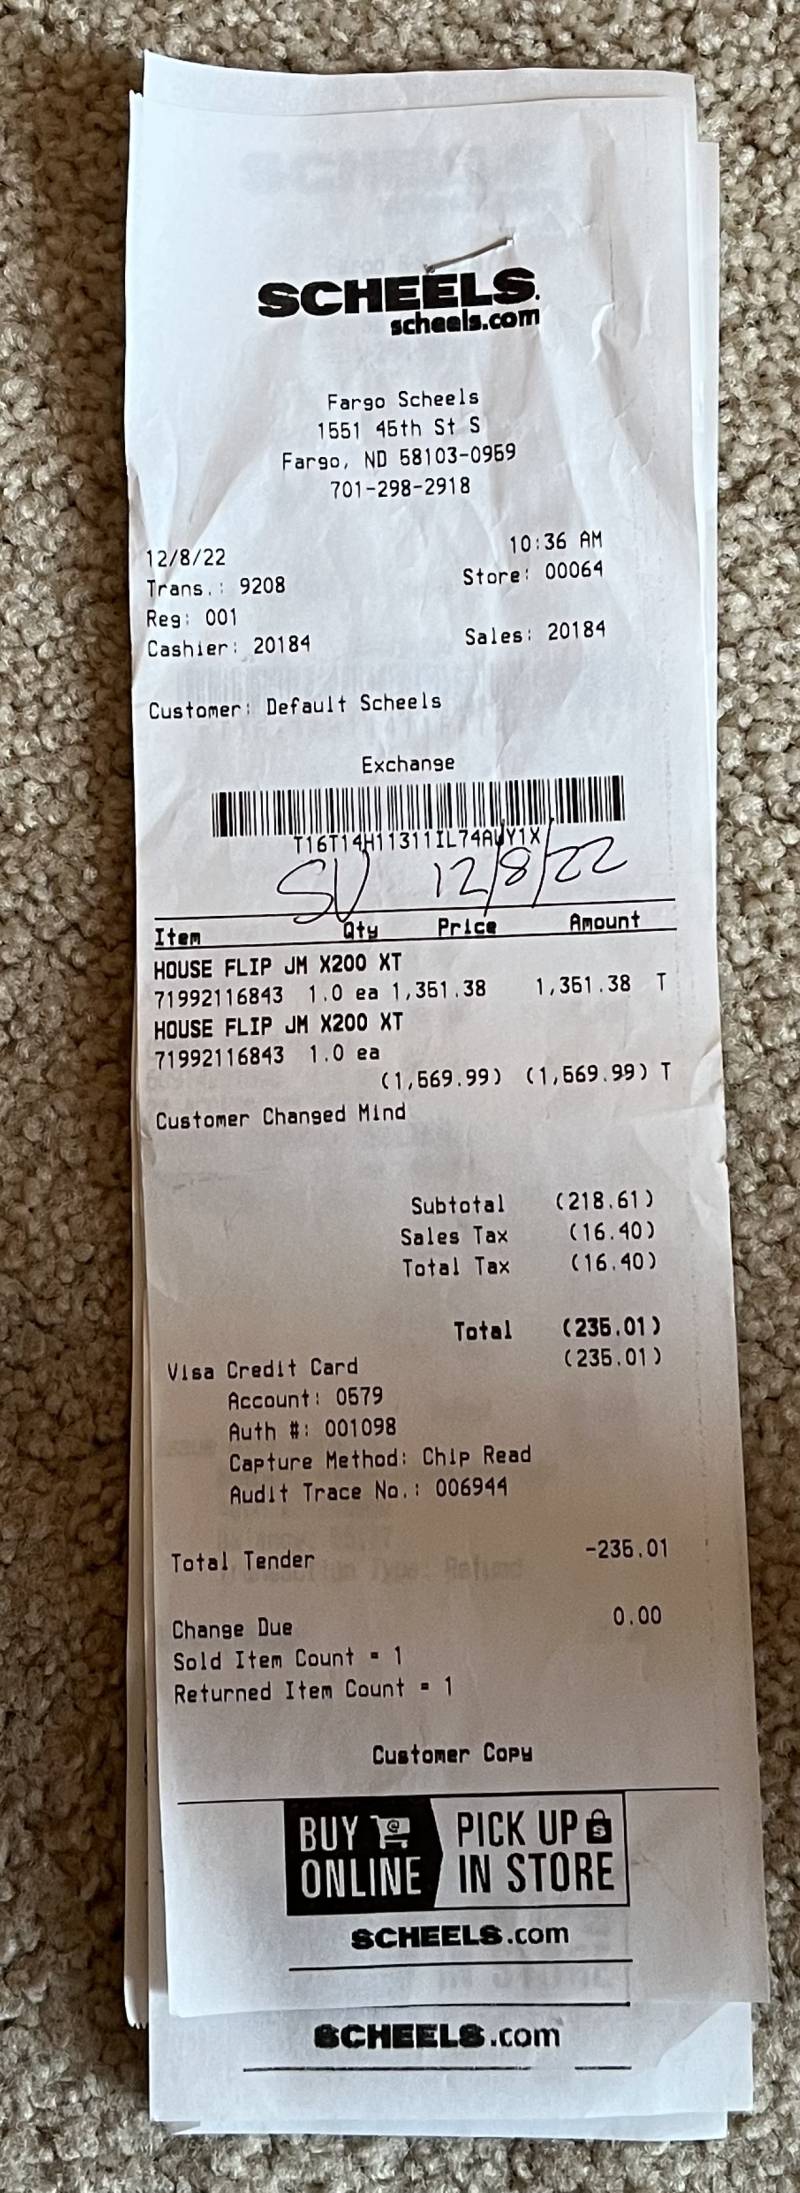 SCHEELS.
scheels.com
Fargo Scheels
1551 45th St S
Fargo, ND 58103-0959
701-298-2918
12/8/22 10:36 AM
Trans.: 9208 Store: 00064
Reg: 001
Cashier: 20184 Sales: 20184
Customer: Default Scheels
Exchange
T16T14H11311IL74AWY1X
SV 12/8/22
Item Qty Price Amount
HOUSE FLIP JM X200 XT
71992116843 1.0 ea 1,351.38 1,351.38 T
HOUSE FLIP JM X200 XT
71992116843 1.0 ea
(1,569.99) (1,569.99) T
Customer Changed Mind
Subtotal (218.61)
Sales Tax (16.40)
Total Tax (16.40)
Total (235.01)
Visa Credit Card (235.01)
Account: 0579
Auth #: 001098
Capture Method: Chip Read
Audit Trace No.: 006944
Total Tender -235.01
Change Due 0.00
Sold Item Count = 1
Returned Item Count = 1
Customer Copy
BUY ONLINE
PICK UP IN STORE
SCHEELS.com
SCHEELS.com